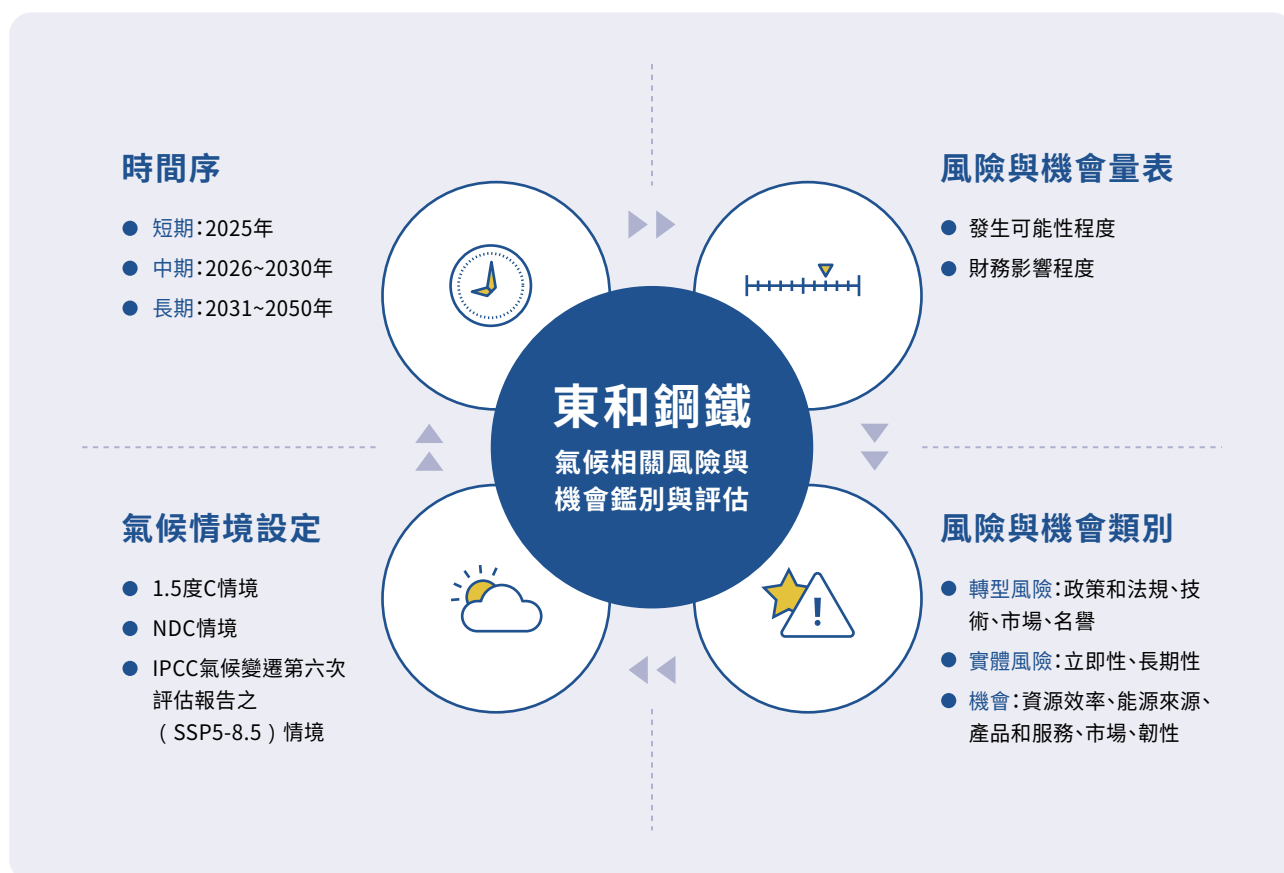 時間序
短期：2025年
中期：2026~2030年
長期：2031~2050年
風險與機會量表
發生可能性程度
財務影響程度
東和鋼鐵
氣候相關風險與
機會鑑別與評估
氣候情境設定
1.5度C情境
NDC情境
IPCC氣候變遷第六次
評估報告之
（SSP5-8.5）情境
風險與機會類別
轉型風險：政策和法規、技
術、市場、名譽
實體風險：立即性、長期性
機會：資源效率、能源來源、
產品和服務、市場、韌性